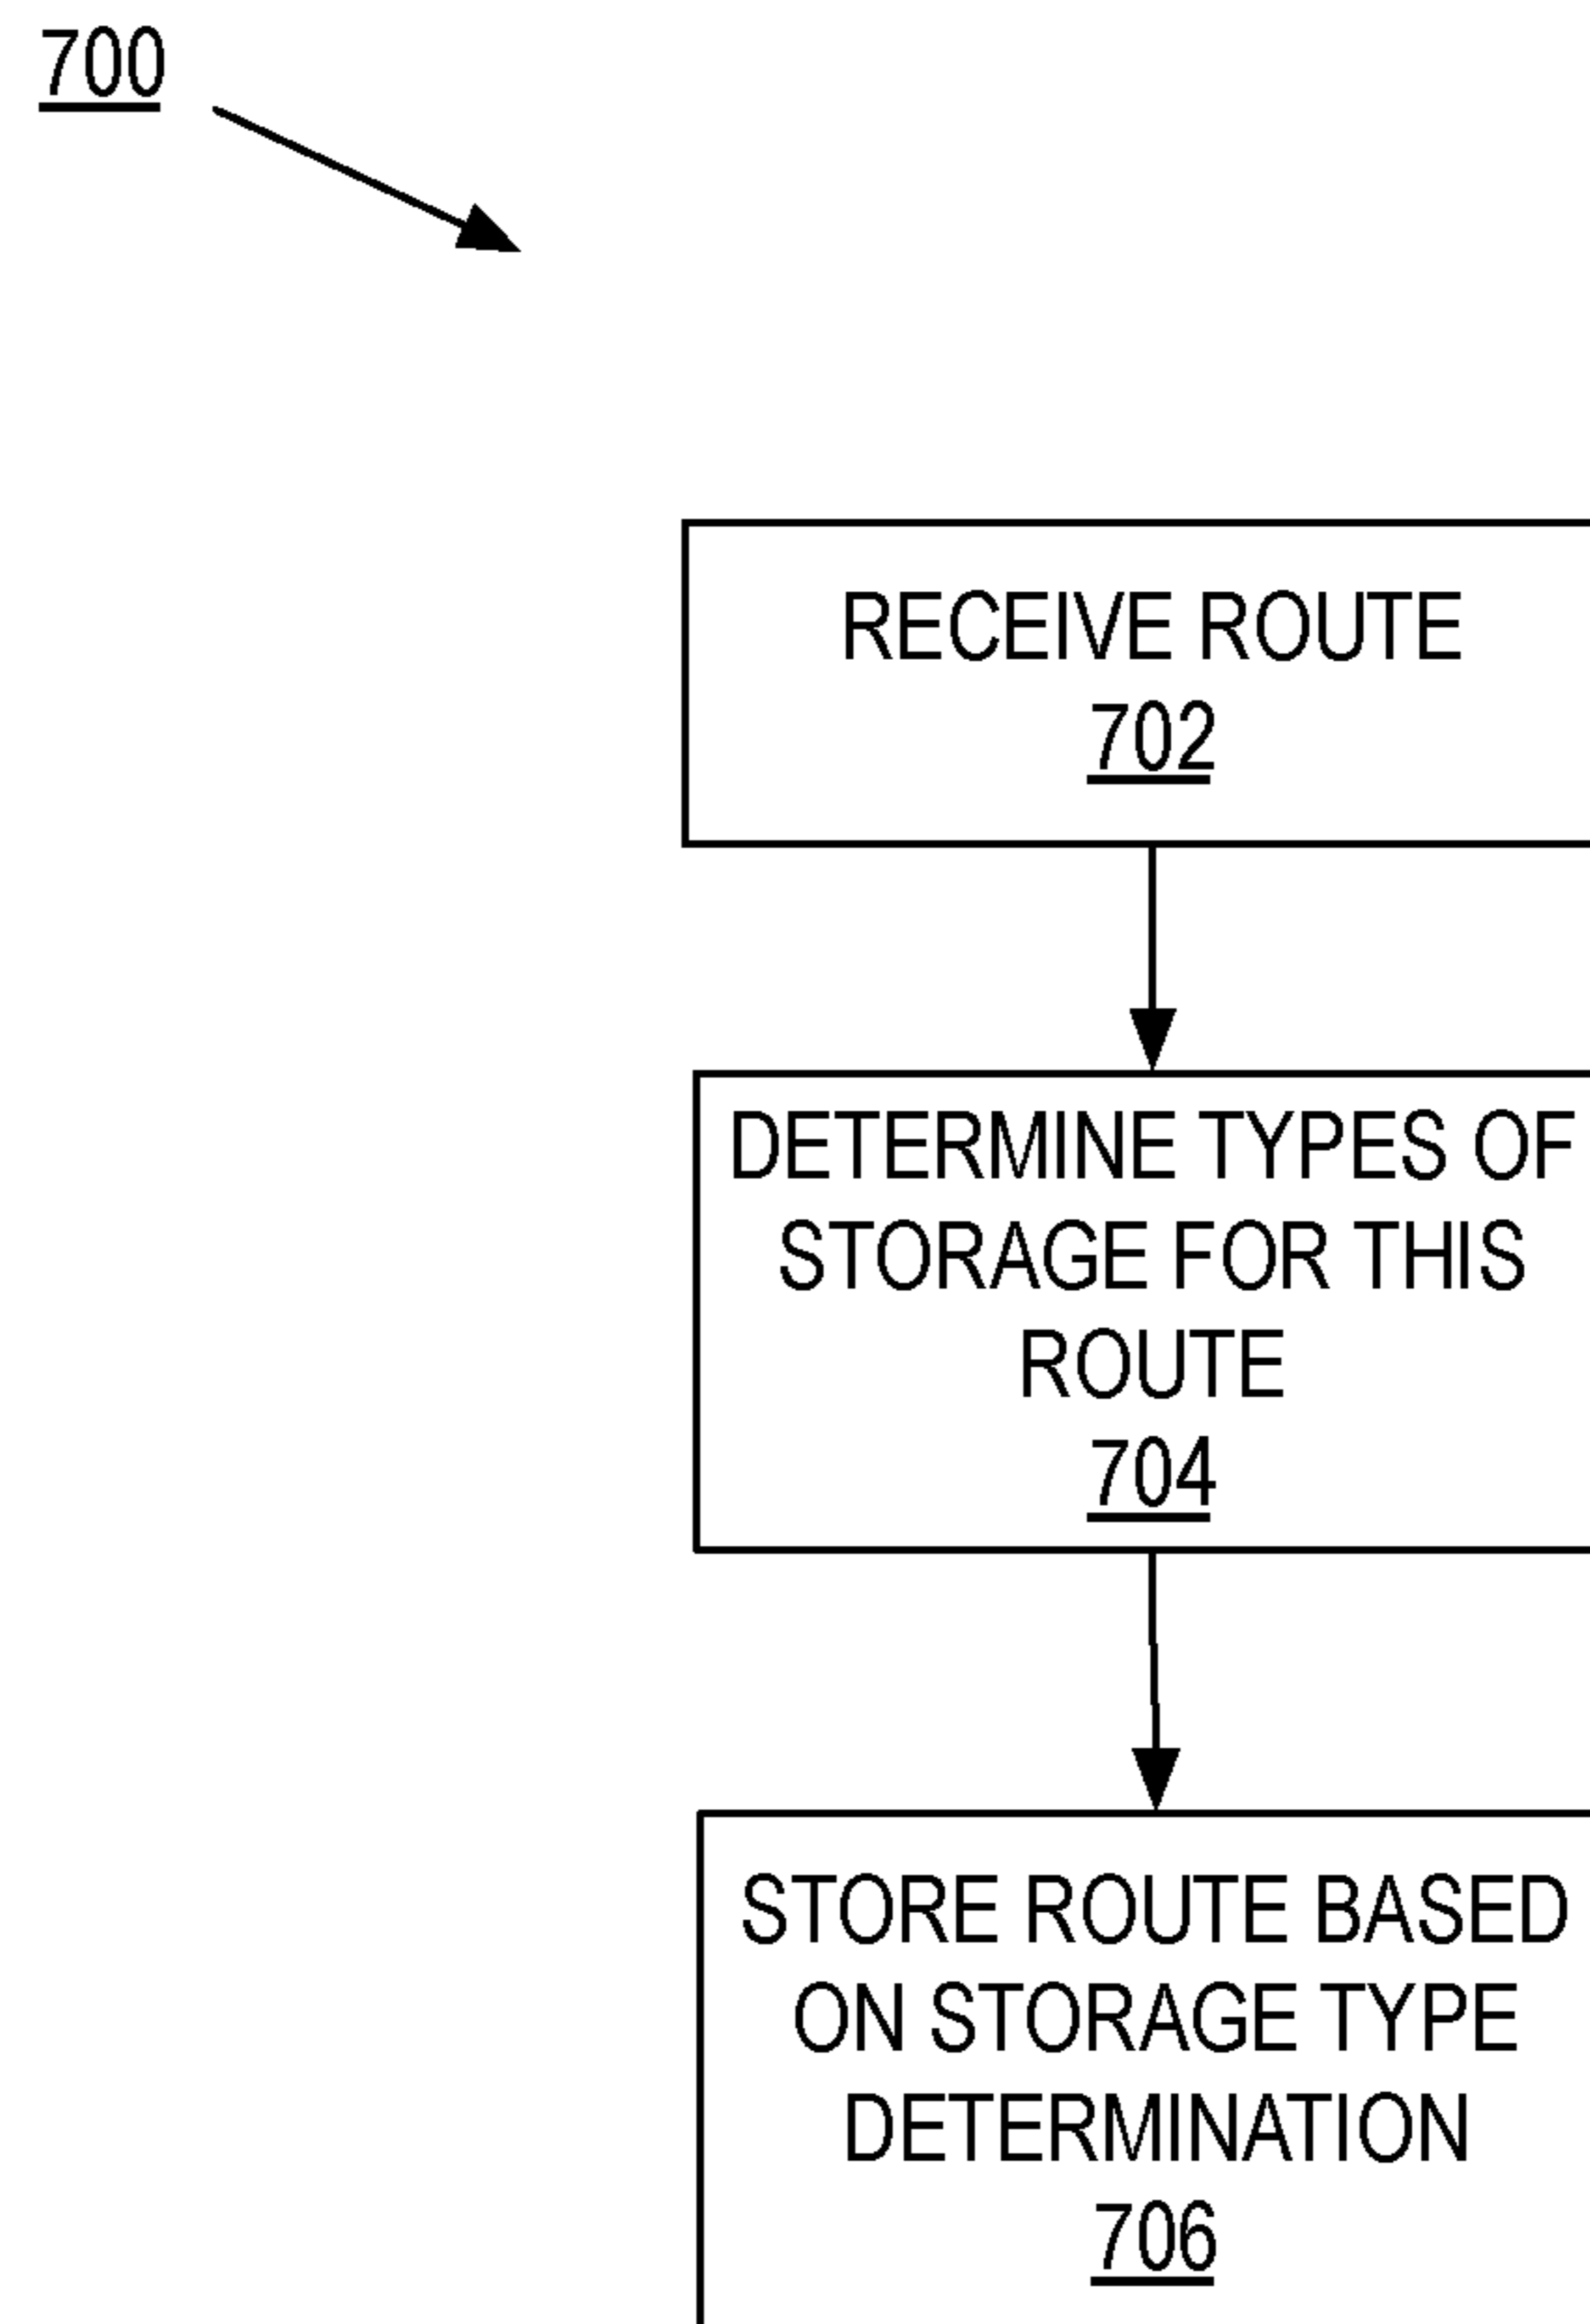 700
RECEIVE ROUTE
702
DETERMINE TYPES OF
STORAGE FOR THIS
ROUTE
704
STORE ROUTE BASED
ON STORAGE TYPE
DETERMINATION
706